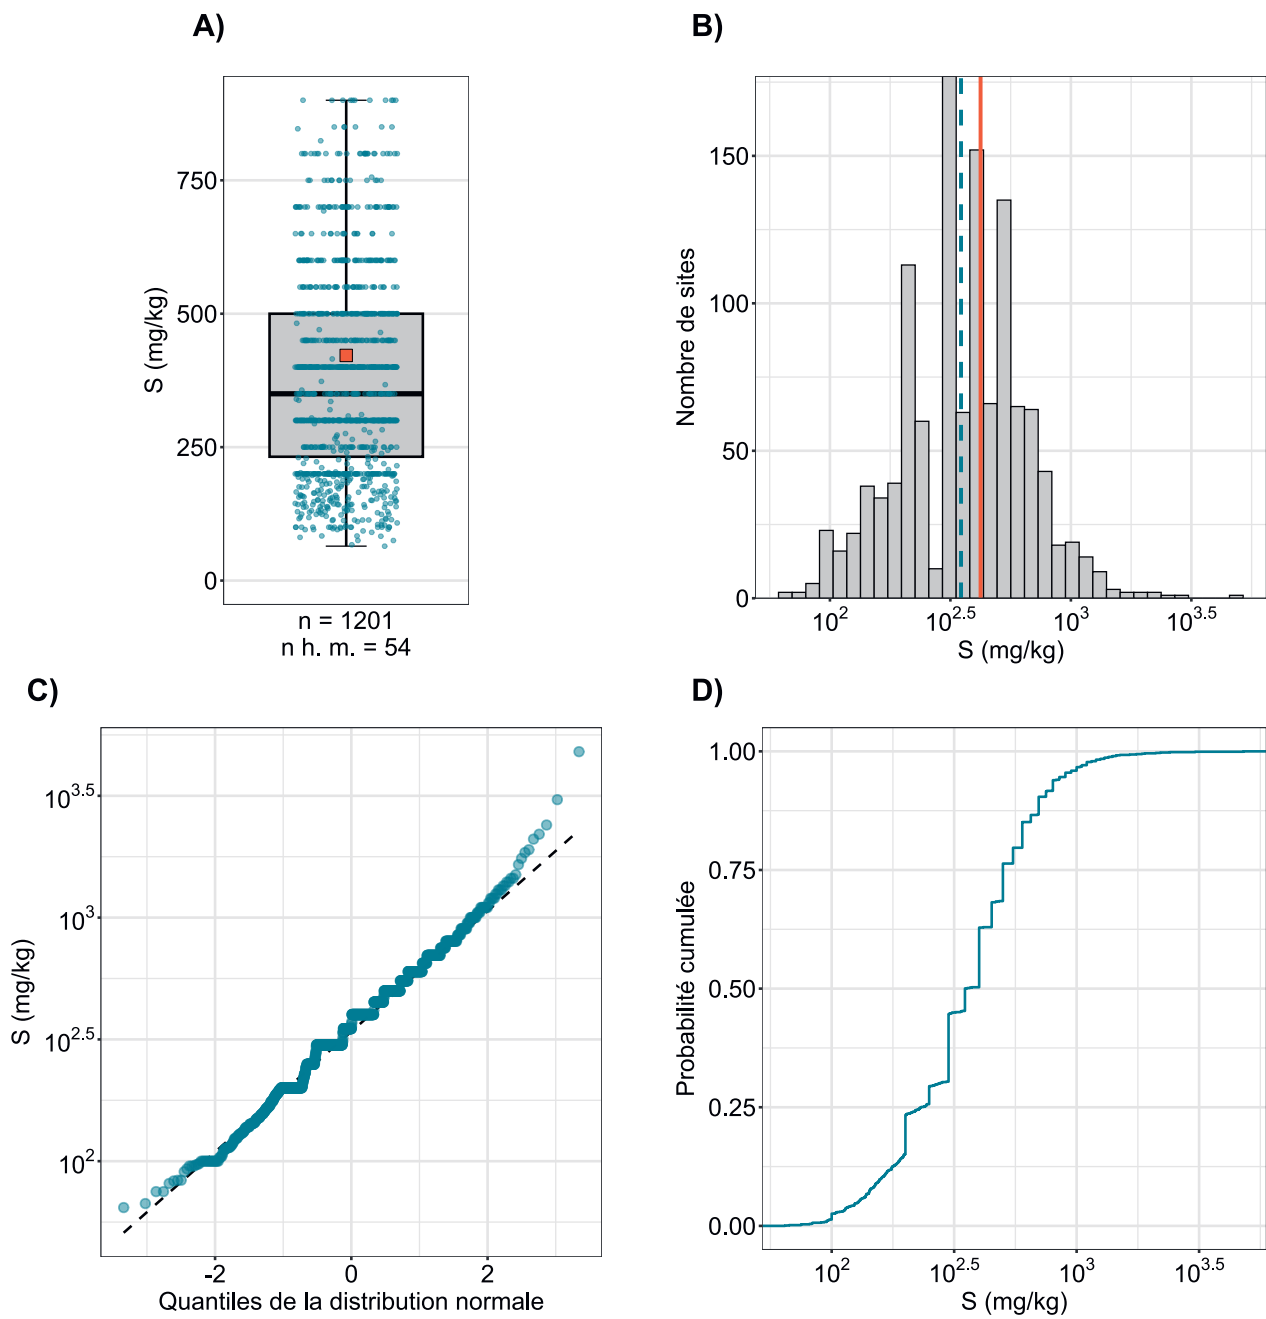 A)
S (mg/kg)
750
500
250
0
n = 1201
n h. m. = 54
B)
Nombre de sites
150
100
50
0
10^2
10^2.5
10^3
10^3.5
S (mg/kg)
C)
S (mg/kg)
10^3.5
10^3
10^2.5
10^2
-2
0
2
Quantiles de la distribution normale
D)
Probabilité cumulée
1.00
0.75
0.50
0.25
0.00
10^2
10^2.5
10^3
10^3.5
S (mg/kg)